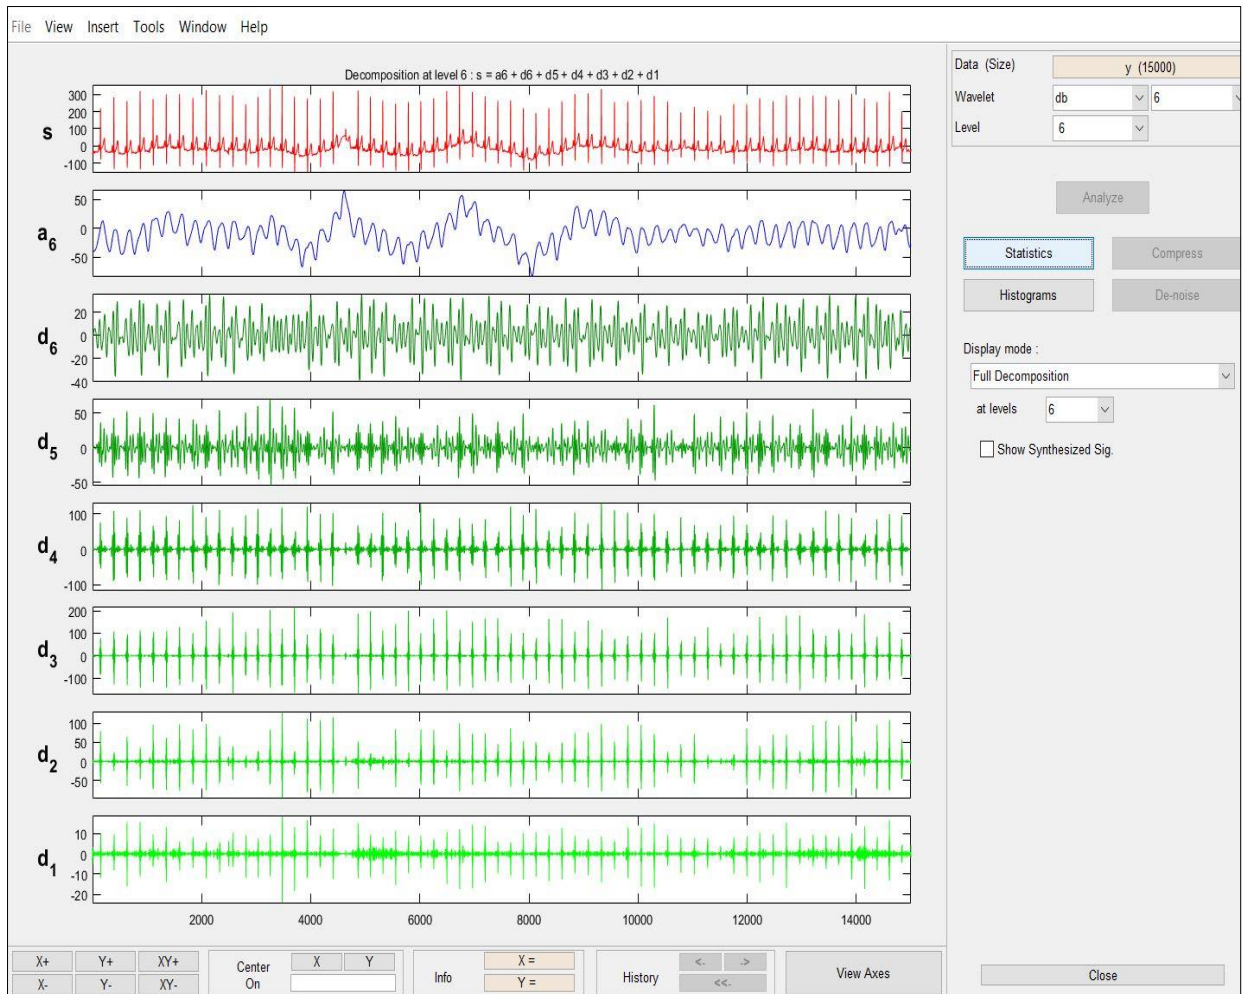 File View Insert Tools Window Help
Decomposition at level 6 : s = a6 + d6 + d5 + d4 + d3 + d2 + d1
s
300
200
100
0
-100
a6
50
0
-50
d6
20
0
-20
-40
d5
50
0
-50
d4
100
0
-100
d3
200
100
0
-100
d2
100
50
0
-50
d1
10
0
-10
-20
2000 4000 6000 8000 10000 12000 14000
Data (Size) y (15000)
Wavelet db 6
Level 6
Analyze
Statistics Compress
Histograms De-noise
Display mode :
Full Decomposition
at levels 6
Show Synthesized Sig.
X+ Y+ XY+
X- Y- XY-
Center
On
X Y
Info
X =
Y =
History
<- ->
<<-
View Axes
Close